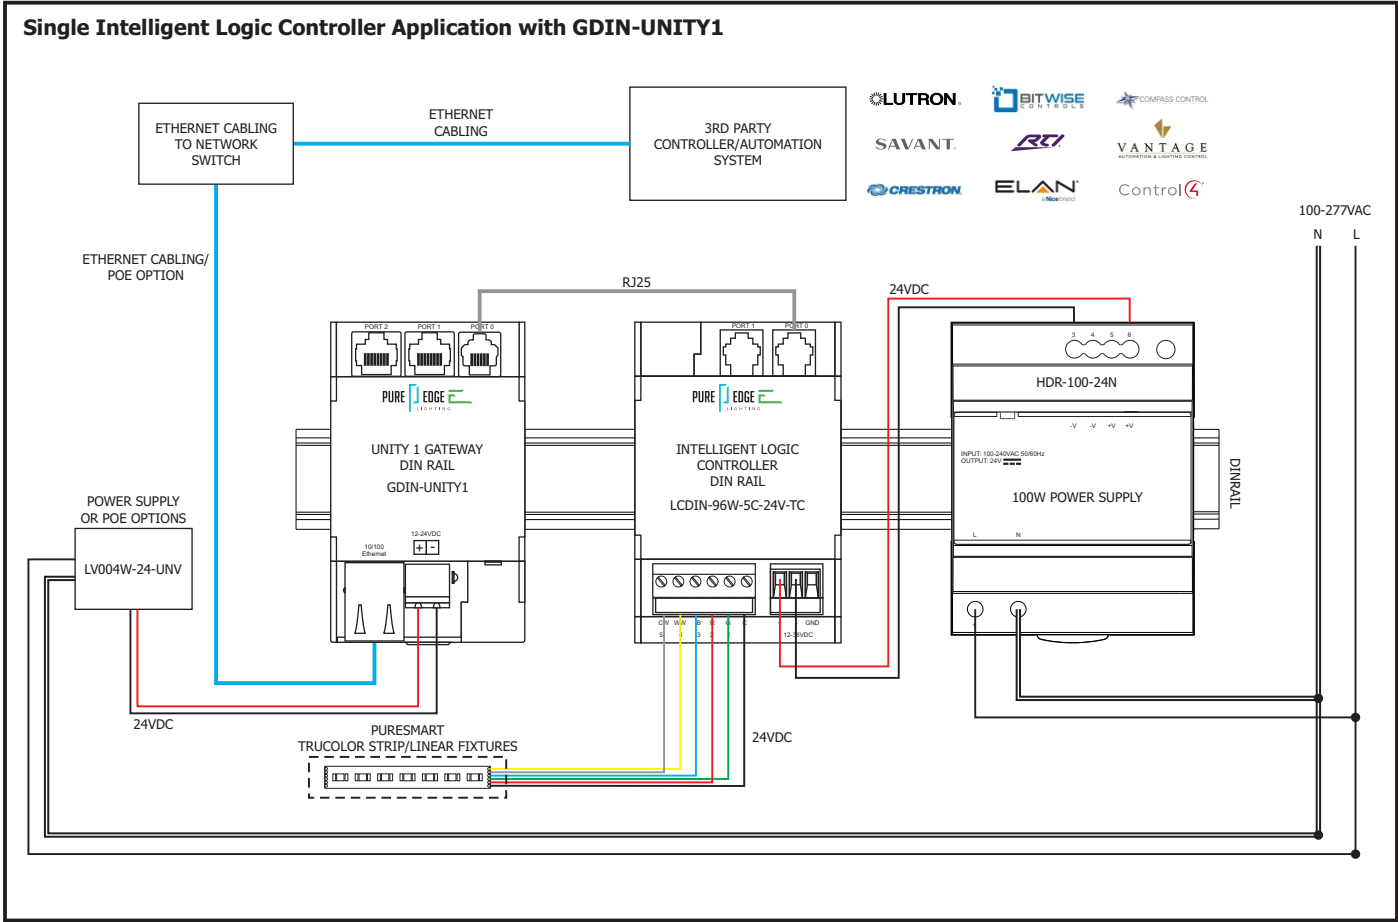 Single Intelligent Logic Controller Application with GDIN-UNITY1
ETHERNET CABLING
TO NETWORK
SWITCH
ETHERNET
CABLING
3RD PARTY
CONTROLLER/AUTOMATION
SYSTEM
LUTRON
BITWISE
CONTROLS
COMPASS CONTROL
SAVANT
RTI
VANTAGE
AUTOMATION & LIGHTING CONTROL
CRESTRON
ELAN
a Nice brand
Control4
100-277VAC
N L
ETHERNET CABLING/
POE OPTION
RJ25
24VDC
PORT 2 PORT 1 PORT 0
PURE EDGE
LIGHTING
UNITY 1 GATEWAY
DIN RAIL
GDIN-UNITY1
12-24VDC
+ -
10/100
Ethernet
PORT 1 PORT 0
PURE EDGE
LIGHTING
INTELLIGENT LOGIC
CONTROLLER
DIN RAIL
LCDIN-96W-5C-24V-TC
CW WW B R G C
5 4 3 2 1
+ - GND
12-36VDC
3 4 5 6
HDR-100-24N
-V -V +V +V
INPUT: 100-240VAC 50/60Hz
OUTPUT: 24V
100W POWER SUPPLY
L N
DINRAIL
POWER SUPPLY
OR POE OPTIONS
LV004W-24-UNV
24VDC
PURESMART
TRUCOLOR STRIP/LINEAR FIXTURES
24VDC